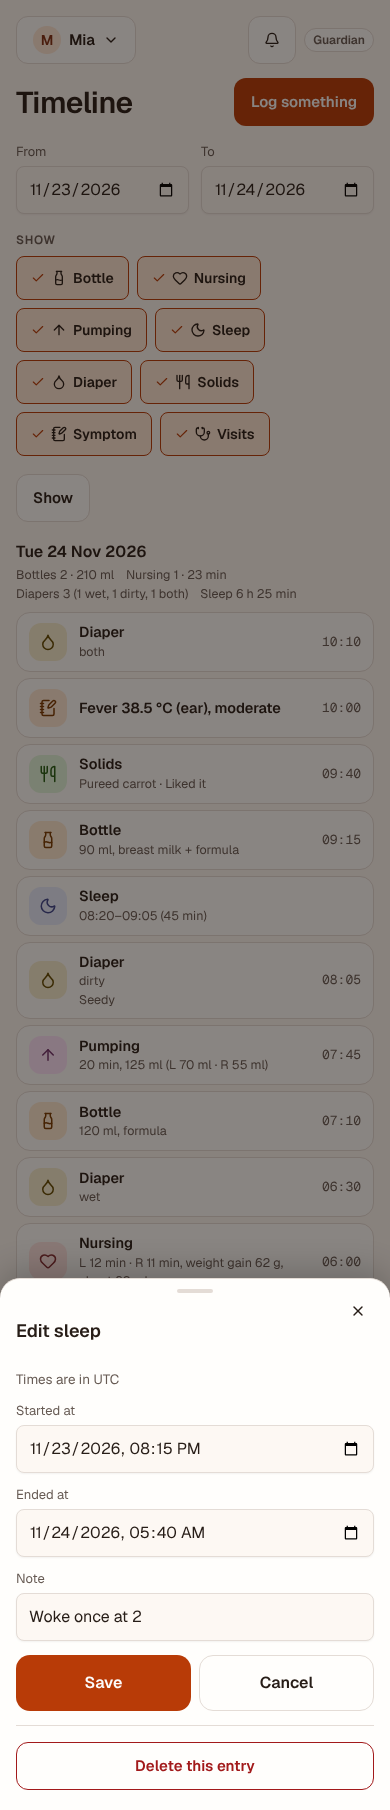 M Mia
Guardian
Timeline
Log something
From
To
11/23/2026
11/24/2026
SHOW
Bottle
Nursing
Pumping
Sleep
Diaper
Solids
Symptom
Visits
Show
Tue 24 Nov 2026
Bottles 2 · 210 ml Nursing 1 · 23 min
Diapers 3 (1 wet, 1 dirty, 1 both) Sleep 6 h 25 min
Diaper
both
10:10
Fever 38.5 °C (ear), moderate
10:00
Solids
Pureed carrot · Liked it
09:40
Bottle
90 ml, breast milk + formula
09:15
Sleep
08:20–09:05 (45 min)
Diaper
dirty
Seedy
08:05
Pumping
20 min, 125 ml (L 70 ml · R 55 ml)
07:45
Bottle
120 ml, formula
07:10
Diaper
wet
06:30
Nursing
L 12 min · R 11 min, weight gain 62 g,
06:00
Edit sleep
Times are in UTC
Started at
11/23/2026, 08:15 PM
Ended at
11/24/2026, 05:40 AM
Note
Woke once at 2
Save
Cancel
Delete this entry